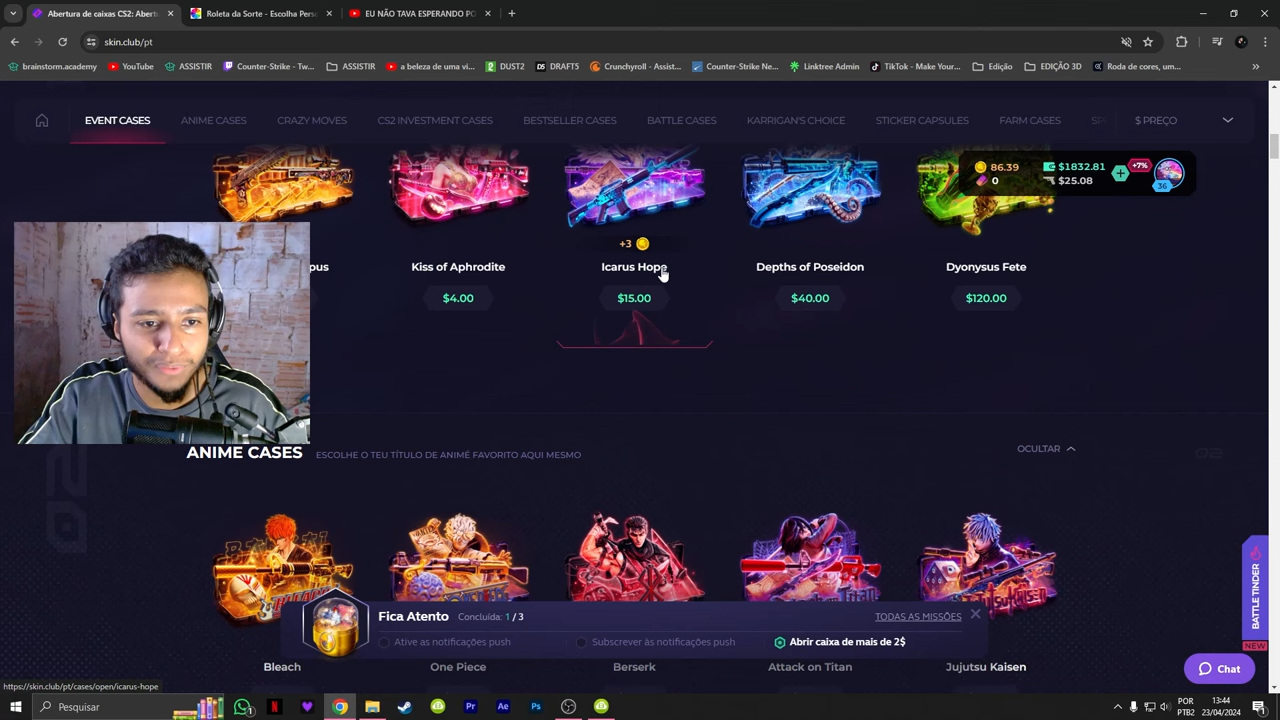 Abertura de caixas CS2: Abert
Roleta da Sorte - Escolha Pers
EU NÃO TAVA ESPERANDO PO
skin.club/pt
brainstorm.academy
YouTube
ASSISTIR
Counter-Strike - Tw...
ASSISTIR
a beleza de uma vi...
DUST2
DRAFT5
Crunchyroll - Assist...
Counter-Strike Ne...
Linktree Admin
TikTok - Make Your...
Edição
EDIÇÃO 3D
Roda de cores, um...
EVENT CASES
ANIME CASES
CRAZY MOVES
CS2 INVESTMENT CASES
BESTSELLER CASES
BATTLE CASES
KARRIGAN'S CHOICE
STICKER CAPSULES
FARM CASES
$ PREÇO
86.39
$1832.81
+7%
0
$25.08
36
+3
pus
Kiss of Aphrodite
Icarus Hope
Depths of Poseidon
Dyonysus Fete
$4.00
$15.00
$40.00
$120.00
02
ANIME CASES
ESCOLHE O TEU TÍTULO DE ANIMÉ FAVORITO AQUI MESMO
OCULTAR
02
BATTLE TINDER
NEW
Fica Atento
Concluída: 1 / 3
TODAS AS MISSÕES
Ative as notificações push
Subscrever às notificações push
Abrir caixa de mais de 2$
Bleach
One Piece
Berserk
Attack on Titan
Jujutsu Kaisen
Chat
https://skin.club/pt/cases/open/icarus-hope
Pesquisar
POR
PTB2
13:44
23/04/2024